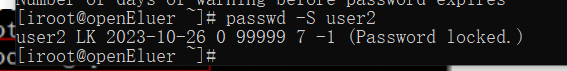 Number of days of warning before password expires
[iroot@openEluer ~]# passwd -S user2
user2 LK 2023-10-26 0 99999 7 -1 (Password locked.)
[iroot@openEluer ~]#